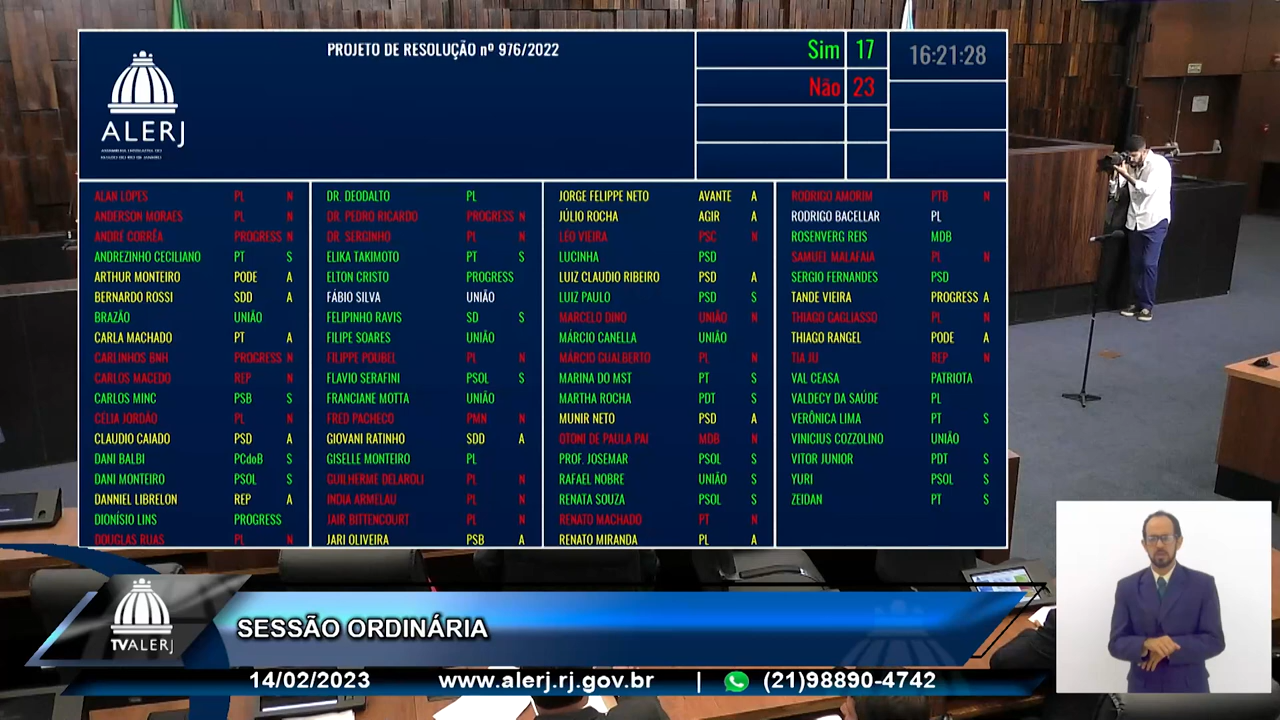 PROJETO DE RESOLUÇÃO nº 976/2022
Sim 17
Não 23
16:21:28
ALERJ
ALAN LOPES PL N
ANDERSON MORAES PL N
ANDRÉ CORRÊA PROGRESS N
ANDREZINHO CECILIANO PT S
ARTHUR MONTEIRO PODE A
BERNARDO ROSSI SDD A
BRAZÃO UNIÃO
CARLA MACHADO PT A
CARLINHOS BNH PROGRESS N
CARLOS MACEDO REP N
CARLOS MINC PSB S
CÉLIA JORDÃO PL N
CLAUDIO CAIADO PSD A
DANI BALBI PCdoB S
DANI MONTEIRO PSOL S
DANNIEL LIBRELON REP A
DIONÍSIO LINS PROGRESS
DOUGLAS RUAS PL N
DR. DEODALTO PL
DR. PEDRO RICARDO PROGRESS N
DR. SERGINHO PL N
ELIKA TAKIMOTO PT S
ELTON CRISTO PROGRESS
FÁBIO SILVA UNIÃO
FELIPINHO RAVIS SD S
FILIPE SOARES UNIÃO
FILIPPE POUBEL PL N
FLAVIO SERAFINI PSOL S
FRANCIANE MOTTA UNIÃO
FRED PACHECO PMN N
GIOVANI RATINHO SDD A
GISELLE MONTEIRO PL
GUILHERME DELAROLI PL N
INDIA ARMELAU PL N
JAIR BITTENCOURT PL N
JARI OLIVEIRA PSB A
JORGE FELIPPE NETO AVANTE A
JÚLIO ROCHA AGIR A
LEO VIEIRA PSC N
LUCINHA PSD
LUIZ CLAUDIO RIBEIRO PSD A
LUIZ PAULO PSD S
MARCELO DINO UNIÃO N
MÁRCIO CANELLA UNIÃO
MÁRCIO GUALBERTO PL N
MARINA DO MST PT S
MARTHA ROCHA PDT S
MUNIR NETO PSD A
OTONI DE PAULA PAI MDB N
PROF. JOSEMAR PSOL S
RAFAEL NOBRE UNIÃO S
RENATA SOUZA PSOL S
RENATO MACHADO PT N
RENATO MIRANDA PL A
RODRIGO AMORIM PTB N
RODRIGO BACELLAR PL
ROSENVERG REIS MDB
SAMUEL MALAFAIA PL N
SERGIO FERNANDES PSD
TANDE VIEIRA PROGRESS A
THIAGO GAGLIASSO PL N
THIAGO RANGEL PODE A
TIA JU REP N
VAL CEASA PATRIOTA
VALDECY DA SAÚDE PL
VERÔNICA LIMA PT S
VINICIUS COZZOLINO UNIÃO
VITOR JUNIOR PDT S
YURI PSOL S
ZEIDAN PT S
TVALERJ
SESSÃO ORDINÁRIA
14/02/2023 www.alerj.rj.gov.br | (21)98890-4742